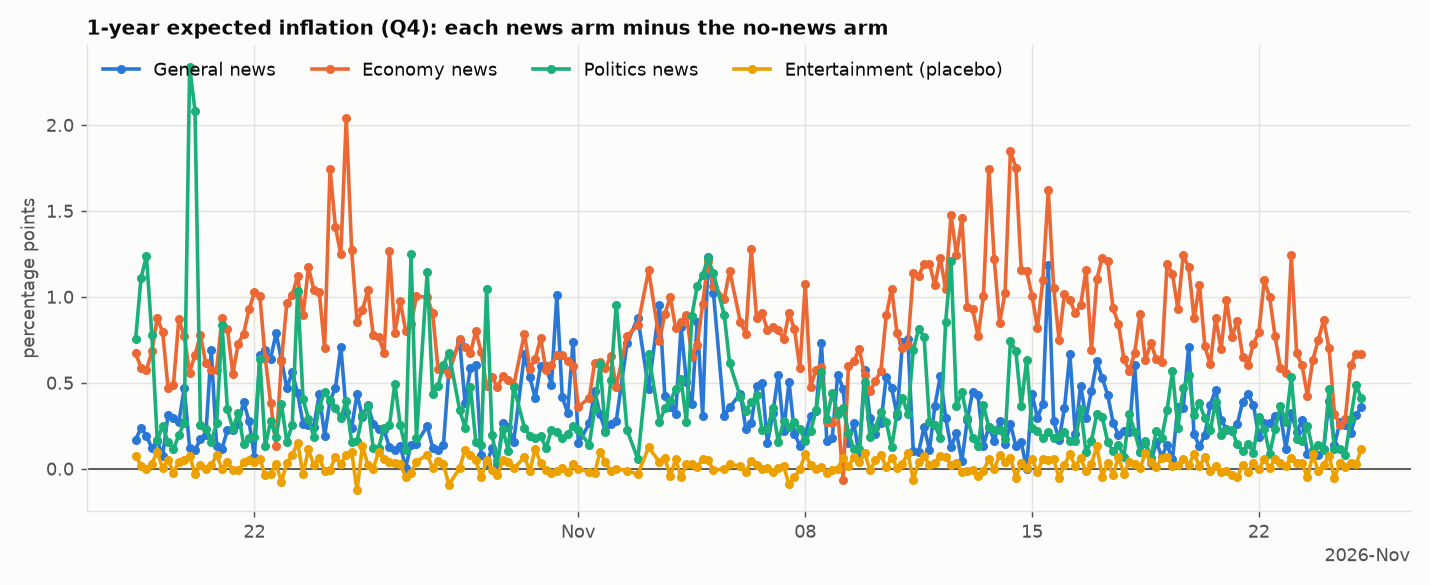 1-year expected inflation (Q4): each news arm minus the no-news arm
General news
Economy news
Politics news
Entertainment (placebo)
percentage points
2.0
1.5
1.0
0.5
0.0
22
Nov
08
15
22
2026-Nov